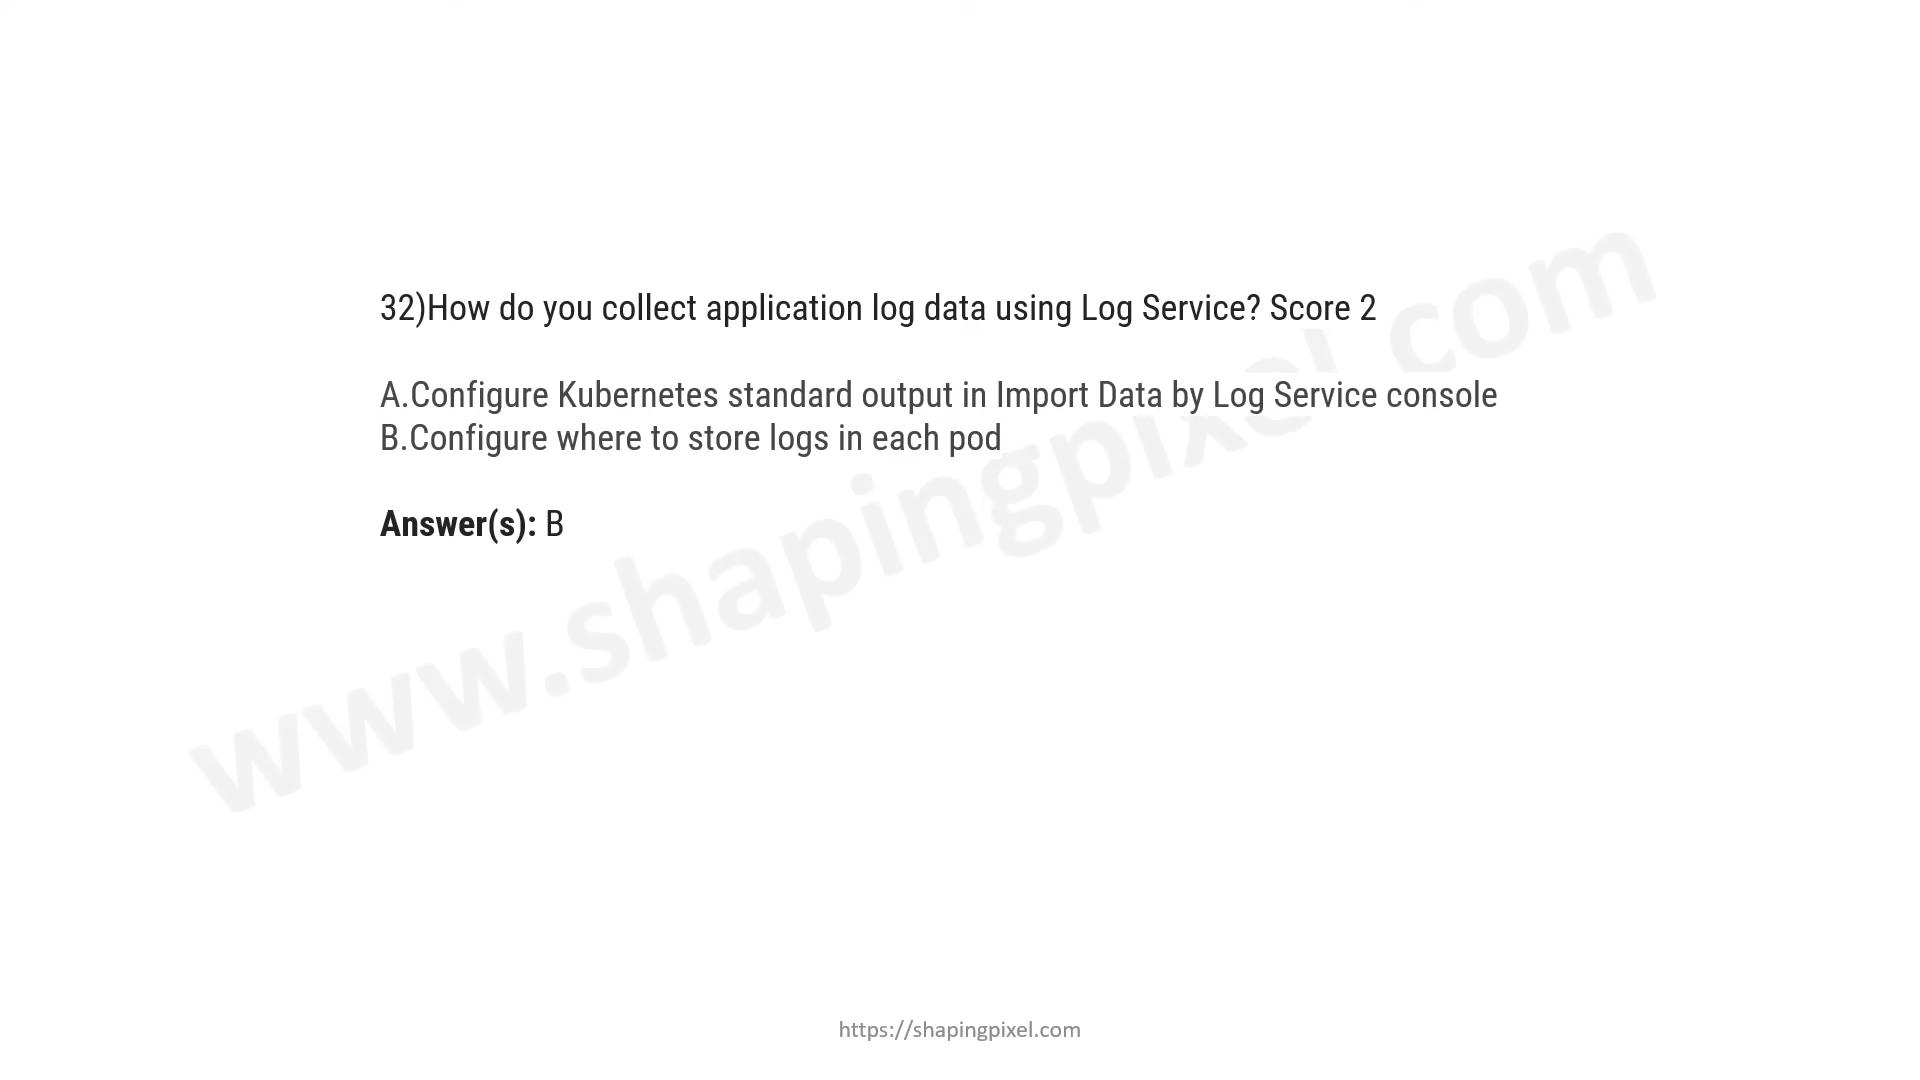 32)How do you collect application log data using Log Service? Score 2
A.Configure Kubernetes standard output in Import Data by Log Service console
B.Configure where to store logs in each pod
Answer(s): B
www.shapingpixel.com
https://shapingpixel.com